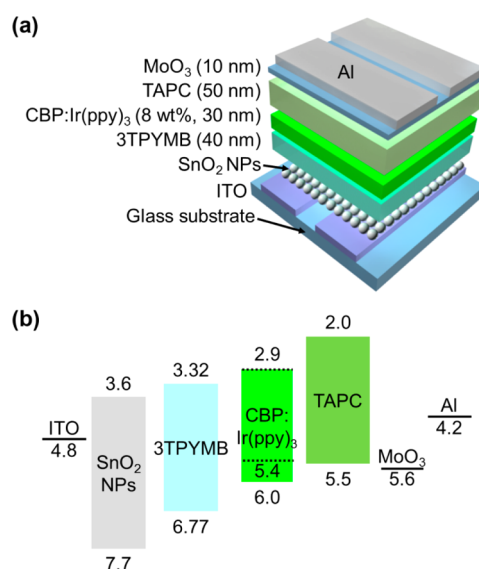 (a)
Al
MoO₃ (10 nm)
TAPC (50 nm)
CBP:Ir(ppy)₃
(8 wt%, 30 nm)
3TPYMB (40 nm)
SnO₂ NPs
ITO
Glass substrate
(b)
2.0
2.9
3.32
3.6
ITO
4.8
SnO₂
NPs
7.7
3TPYMB
6.77
CBP:
Ir(ppy)₃
5.4
6.0
TAPC
5.5
MoO₃
5.6
Al
4.2